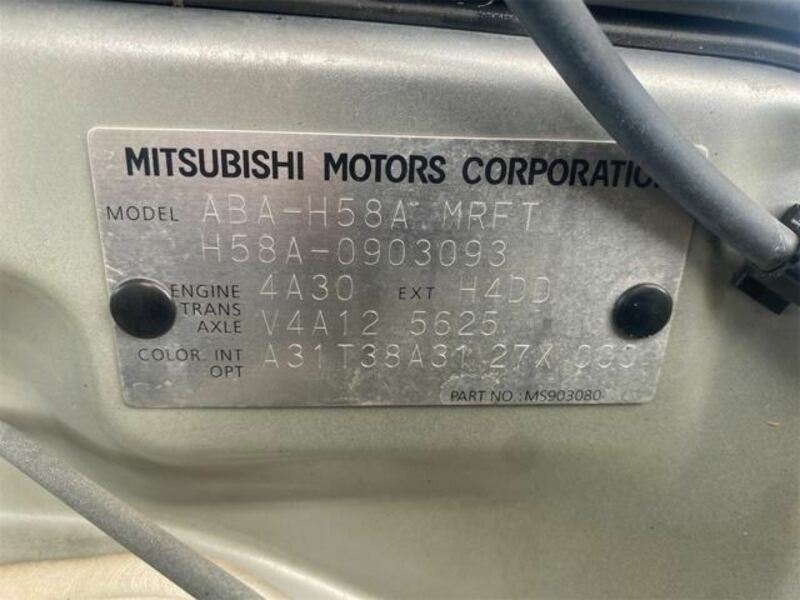 MITSUBISHI MOTORS CORPORATION
MODEL ABA-H58A MRFT
H58A-0903093
ENGINE 4A30 EXT H4DD
TRANS
AXLE V4A12 5625
COLOR. INT
OPT A31T38A31 27X
PART NO.:MS903080